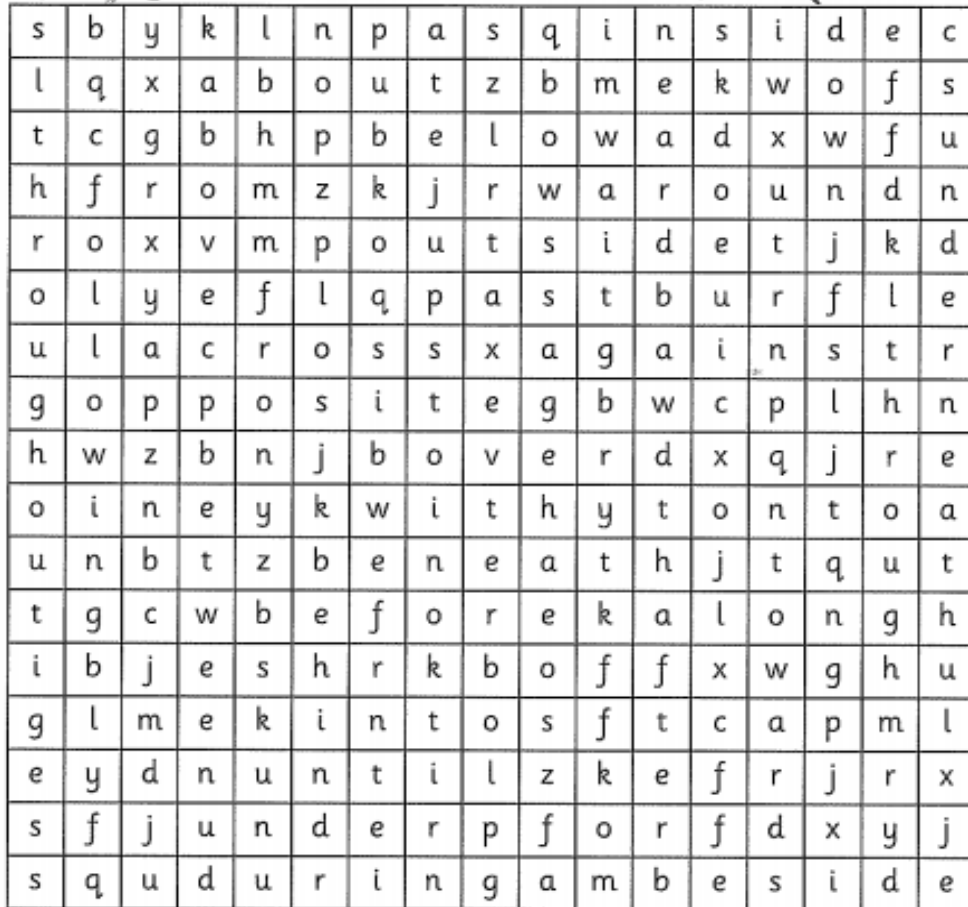 s b y k l n p a s q i n s i d e c
l q x a b o u t z b m e k w o f s
t c g b h p b e l o w a d x w f u
h f r o m z k j r w a r o u n d n
r o x v m p o u t s i d e t j k d
o l y e f l q p a s t b u r f l e
u l a c r o s s x a g a i n s t r
g o p p o s i t e g b w c p l h n
h w z b n j b o v e r d x q j r e
o i n e y k w i t h y t o n t o a
u n b t z b e n e a t h j t q u t
t g c w b e f o r e k a l o n g h
i b j e s h r k b o f f x w g h u
g l m e k i n t o s f t c a p m l
e y d n u n t i l z k e f r j r x
s f j u n d e r p f o r f d x y j
s q u d u r i n g a m b e s i d e